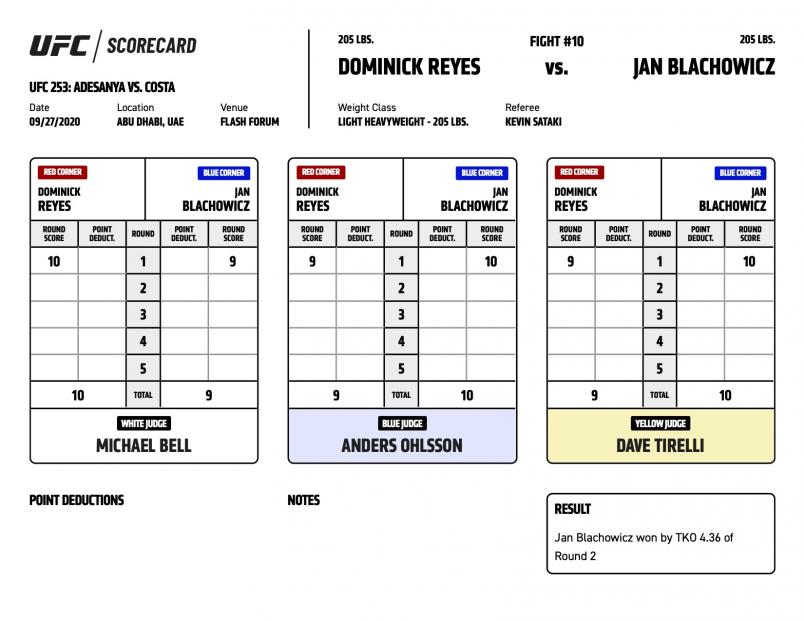 UFC / SCORECARD
UFC 253: ADESANYA VS. COSTA
Date Location Venue
09/27/2020 ABU DHABI, UAE FLASH FORUM
205 LBS. FIGHT #10 205 LBS.
DOMINICK REYES vs. JAN BLACHOWICZ
Weight Class Referee
LIGHT HEAVYWEIGHT - 205 LBS. KEVIN SATAKI
RED CORNER BLUE CORNER
DOMINICK JAN
REYES BLACHOWICZ
ROUND POINT ROUND POINT ROUND
SCORE DEDUCT. DEDUCT. SCORE
10 1 9
2
3
4
5
10 TOTAL 9
WHITE JUDGE
MICHAEL BELL
RED CORNER BLUE CORNER
DOMINICK JAN
REYES BLACHOWICZ
ROUND POINT ROUND POINT ROUND
SCORE DEDUCT. DEDUCT. SCORE
9 1 10
2
3
4
5
9 TOTAL 10
BLUE JUDGE
ANDERS OHLSSON
RED CORNER BLUE CORNER
DOMINICK JAN
REYES BLACHOWICZ
ROUND POINT ROUND POINT ROUND
SCORE DEDUCT. DEDUCT. SCORE
9 1 10
2
3
4
5
9 TOTAL 10
YELLOW JUDGE
DAVE TIRELLI
POINT DEDUCTIONS
NOTES
RESULT
Jan Blachowicz won by TKO 4.36 of
Round 2